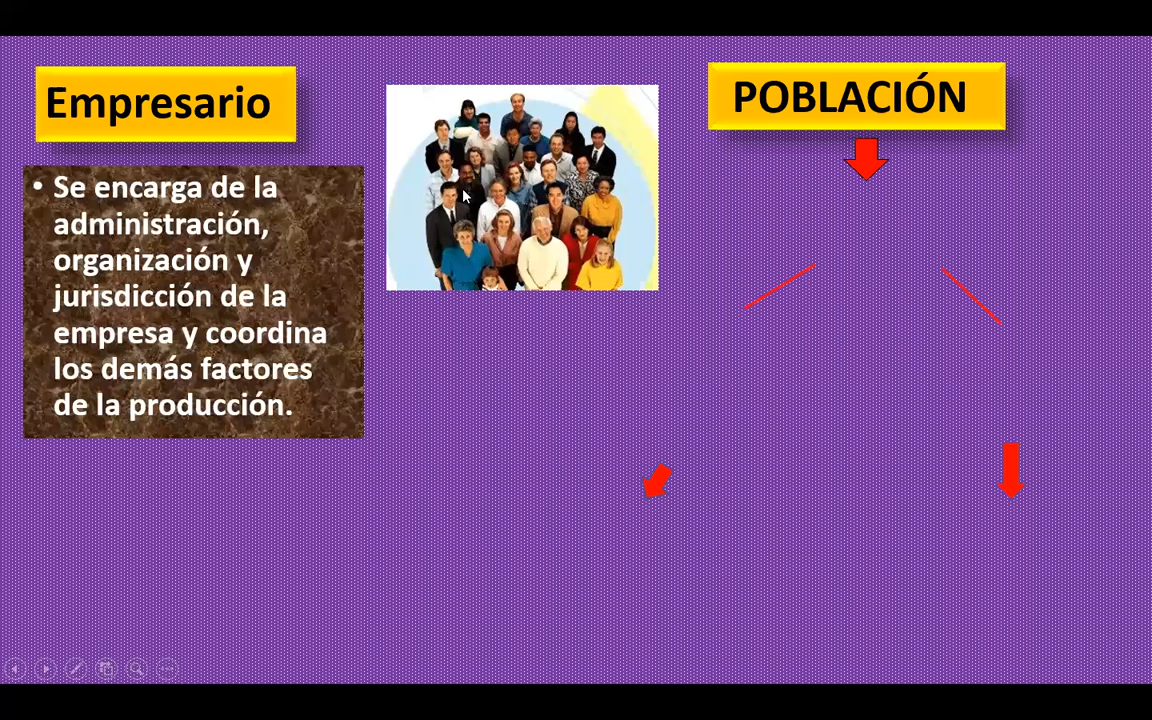 Empresario
• Se encarga de la
administración,
organización y
jurisdicción de la
empresa y coordina
los demás factores
de la producción.
POBLACIÓN